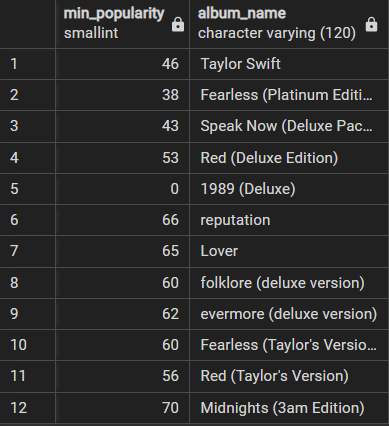 min_popularity album_name
smallint character varying (120)
1 46 Taylor Swift
2 38 Fearless (Platinum Editi...
3 43 Speak Now (Deluxe Pac...
4 53 Red (Deluxe Edition)
5 0 1989 (Deluxe)
6 66 reputation
7 65 Lover
8 60 folklore (deluxe version)
9 62 evermore (deluxe version)
10 60 Fearless (Taylor's Versio...
11 56 Red (Taylor's Version)
12 70 Midnights (3am Edition)